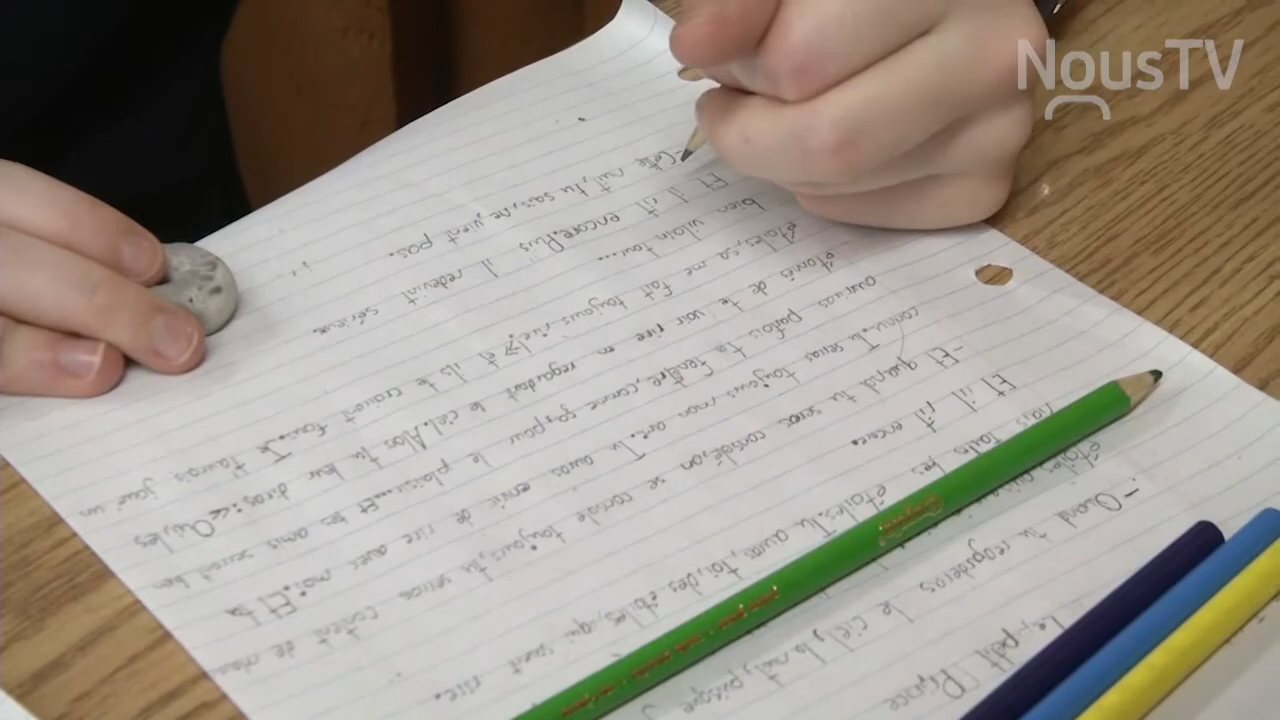 NousTV
Le petit Prince
-Quand tu regarderas le ciel, la nuit, puisque
étoiles. Tu auras, toi, des étoiles qui savent rire.
Et il rit encore.
-Et quand tu seras consolé, on se console toujours, tu seras content de
connu. Tu seras toujours mon ami. Tu auras envie de rire avec moi. Et tu
ouvriras parfois ta fenêtre, comme ça, pour le plaisir... Et tes amis seront bien
étonnés de te voir rire en regardant le ciel. Alors tu leur diras: «Oui, les
étoiles, ça me fait toujours rire!» et ils te croiront fou. Je t'aurais joué un
bien vilain tour...
Et il rit encore. Puis il redevint sérieux.
-Cette nuit, tu sais, ne vient pas.